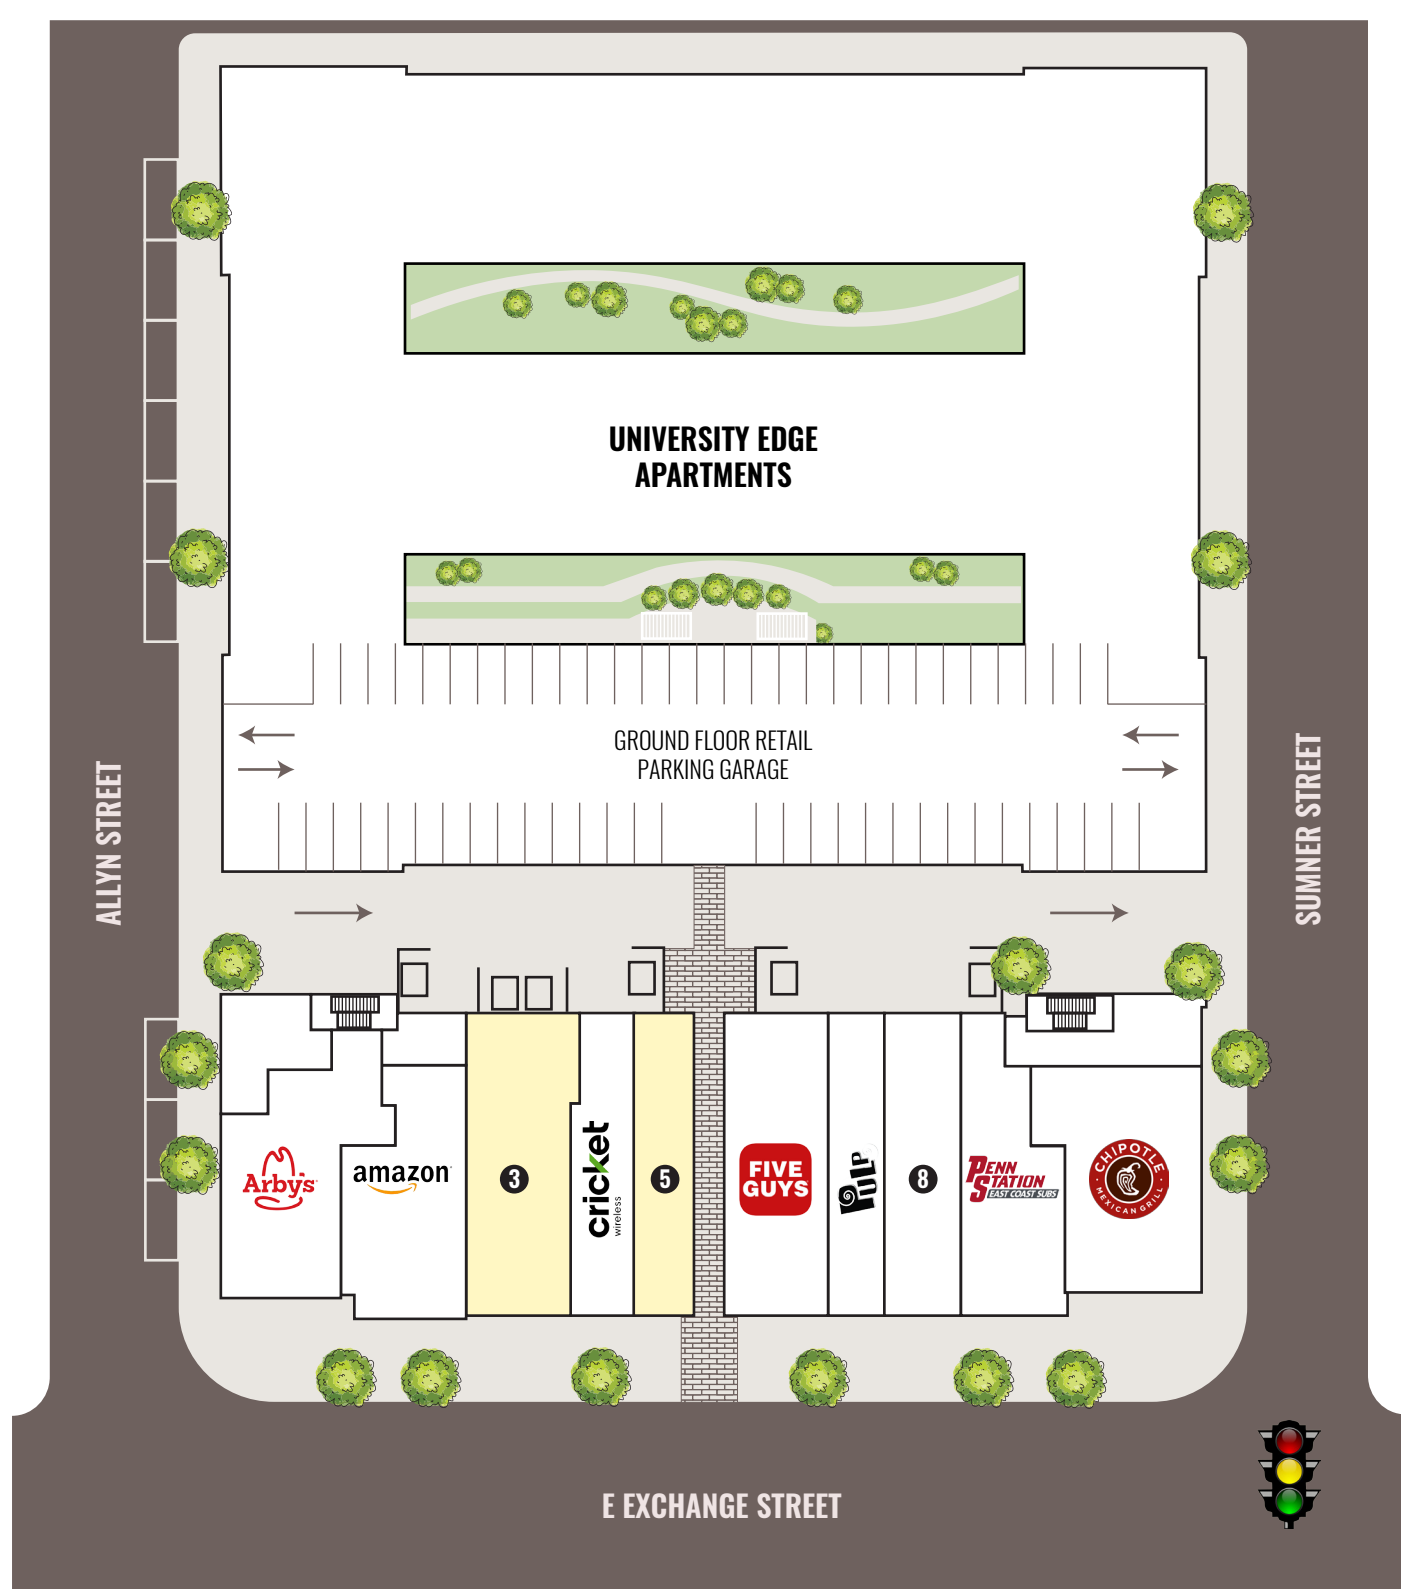 UNIVERSITY EDGE
APARTMENTS
GROUND FLOOR RETAIL
PARKING GARAGE
ALLYN STREET
SUMNER STREET
Arby's
amazon
3
cricket
wireless
5
FIVE
GUYS
PULP
8
PENN
STATION
EAST COAST SUBS
CHIPOTLE
MEXICAN GRILL
E EXCHANGE STREET